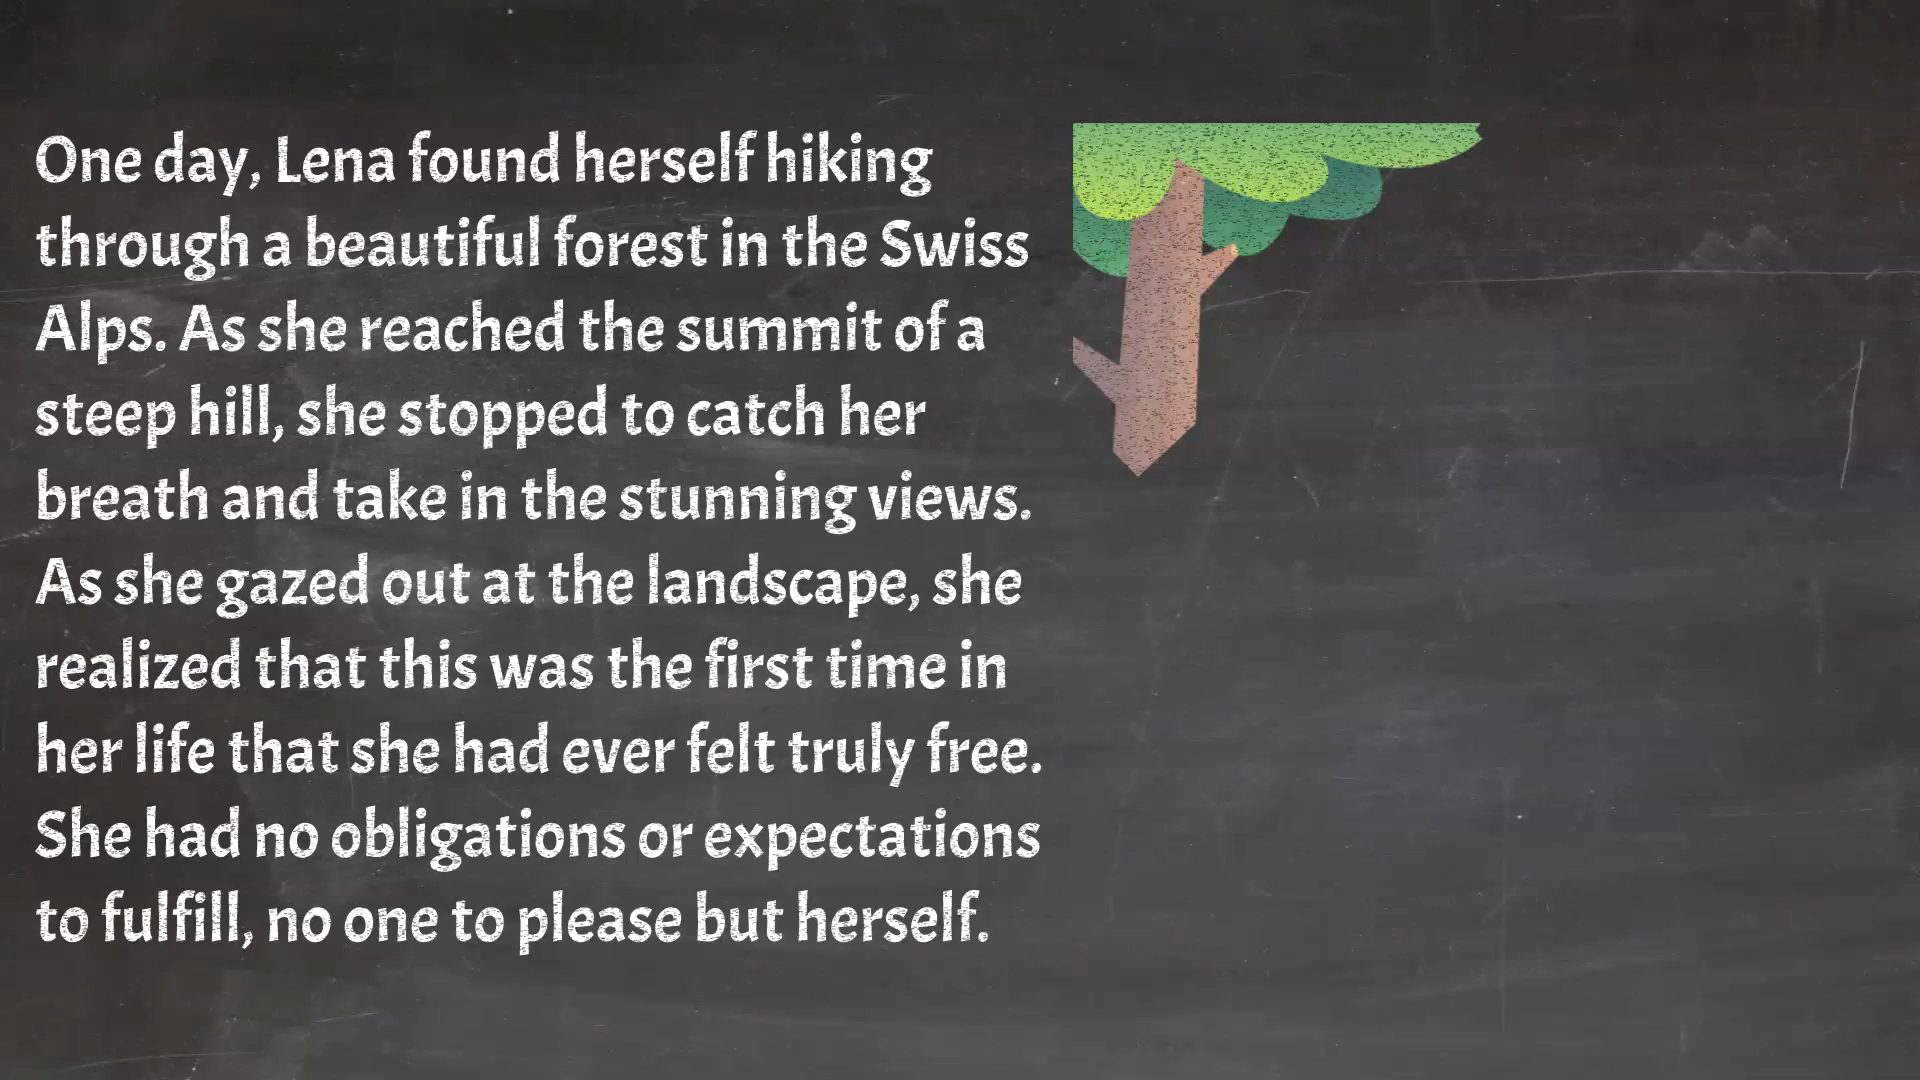 One day, Lena found herself hiking
through a beautiful forest in the Swiss
Alps. As she reached the summit of a
steep hill, she stopped to catch her
breath and take in the stunning views.
As she gazed out at the landscape, she
realized that this was the first time in
her life that she had ever felt truly free.
She had no obligations or expectations
to fulfill, no one to please but herself.